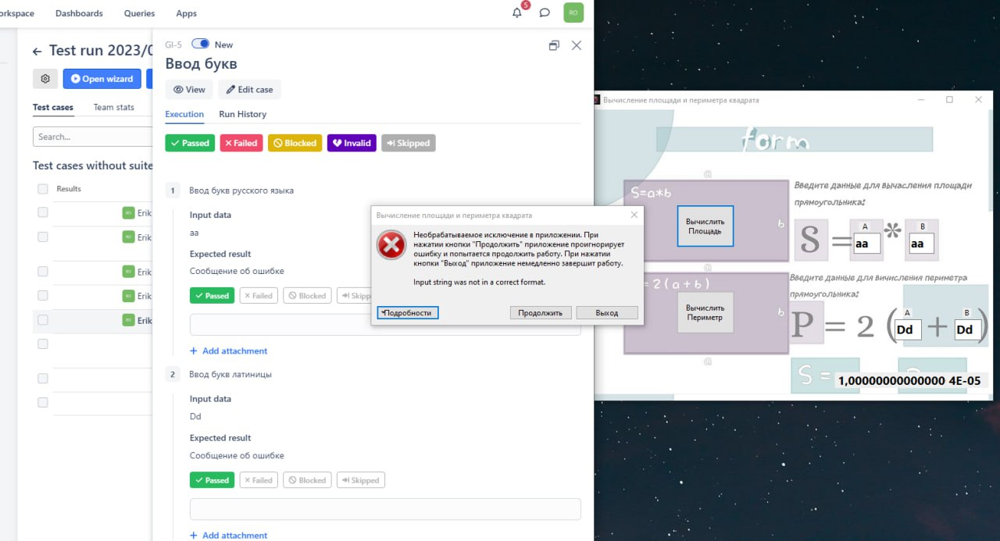 orkspace
Dashboards
Queries
Apps
5
RO
Test run 2023/0
Open wizard
Test cases
Team stats
Search...
Test cases without suite
Results
RO Erik
RO Erik
RO Erik
RO Erik
RO Erik
GI-5
New
Ввод букв
View
Edit case
Execution
Run History
Passed
Failed
Blocked
Invalid
Skipped
1
Ввод букв русского языка
Input data
аа
Expected result
Сообщение об ошибке
Passed
Failed
Blocked
Skipp
Add attachment
2
Ввод букв латиницы
Input data
Dd
Expected result
Сообщение об ошибке
Passed
Failed
Blocked
Skipped
Add attachment
Вычисление площади и периметра квадрата
Необрабатываемое исключение в приложении. При
нажатии кнопки "Продолжить" приложение проигнорирует
ошибку и попытается продолжить работу. При нажатии
кнопки "Выход" приложение немедленно завершит работу.
Input string was not in a correct format.
Подробности
Продолжить
Выход
Вычисление площади и периметра квадрата
form
@
S=a*b
Вычислить
Площадь
b
@
= 2(a+b)
Вычислить
Периметр
b
@
Введите данные для вычасления площади
прямоугольника:
A
B
S = аа * аа
Введите данные для вичисления периметра
прямоугольника:
A
B
P = 2 ( Dd + Dd )
S =
1,00000000000000 4E-05